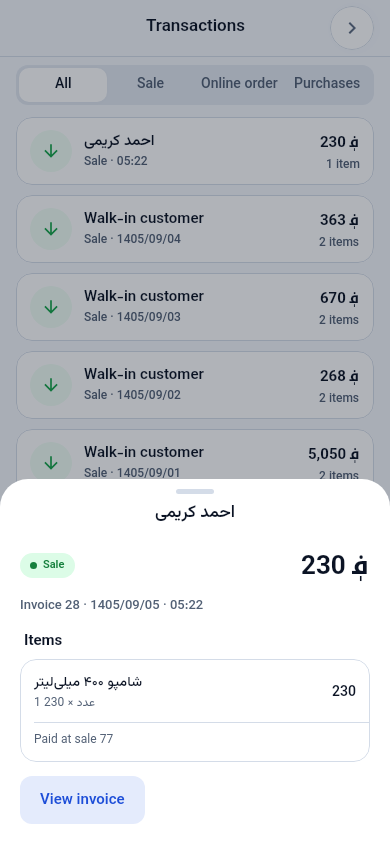 Transactions
All
Sale
Online order
Purchases
احمد کریمی
230 ؋
Sale · 05:22
1 item
Walk-in customer
363 ؋
Sale · 1405/09/04
2 items
Walk-in customer
670 ؋
Sale · 1405/09/03
2 items
Walk-in customer
268 ؋
Sale · 1405/09/02
2 items
Walk-in customer
5,050 ؋
Sale · 1405/09/01
2 items
احمد کریمی
Sale
230 ؋
Invoice 28 · 1405/09/05 · 05:22
Items
شامپو ۴۰۰ میلی‌لیتر
230
1 عدد × 230
Paid at sale 77
View invoice